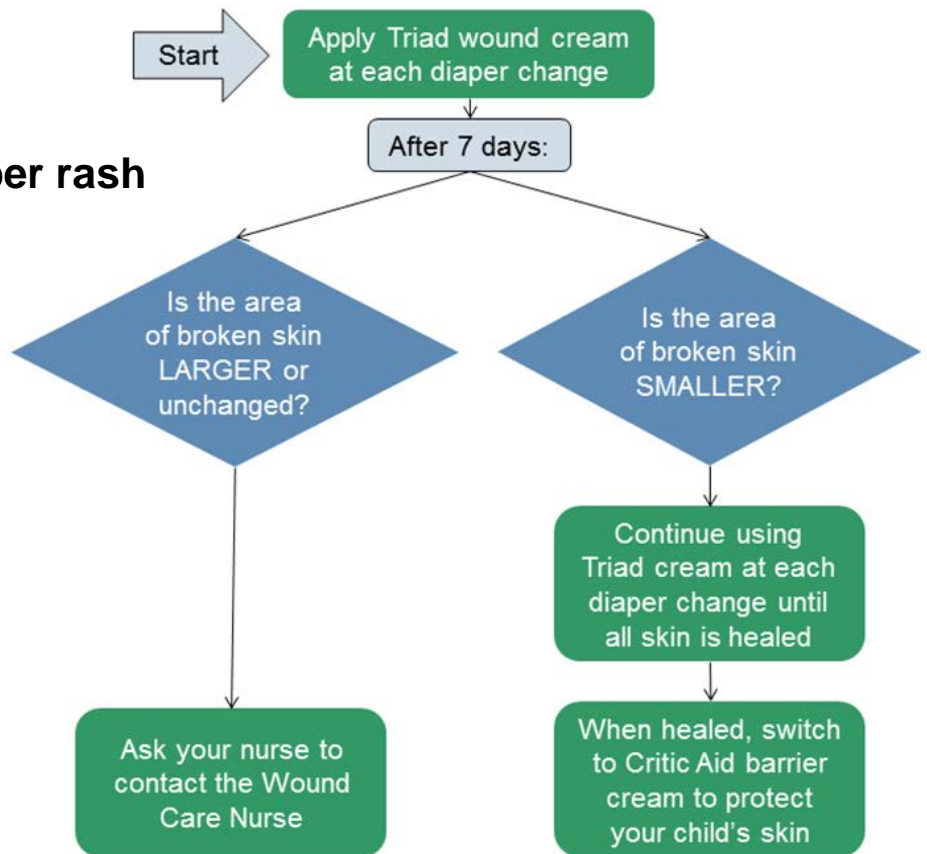 Start
Apply Triad wound cream
at each diaper change
After 7 days:
rash
Is the area
of broken skin
LARGER or
unchanged?
Is the area
of broken skin
SMALLER?
Continue using
Triad cream at each
diaper change until
all skin is healed
Ask your nurse to
contact the Wound
Care Nurse
When healed, switch
to Critic Aid barrier
cream to protect
your child's skin